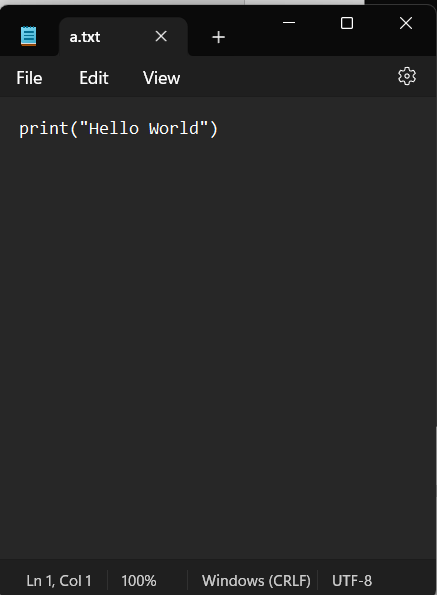 a.txt
File Edit View
print("Hello World")
Ln 1, Col 1 100% Windows (CRLF) UTF-8